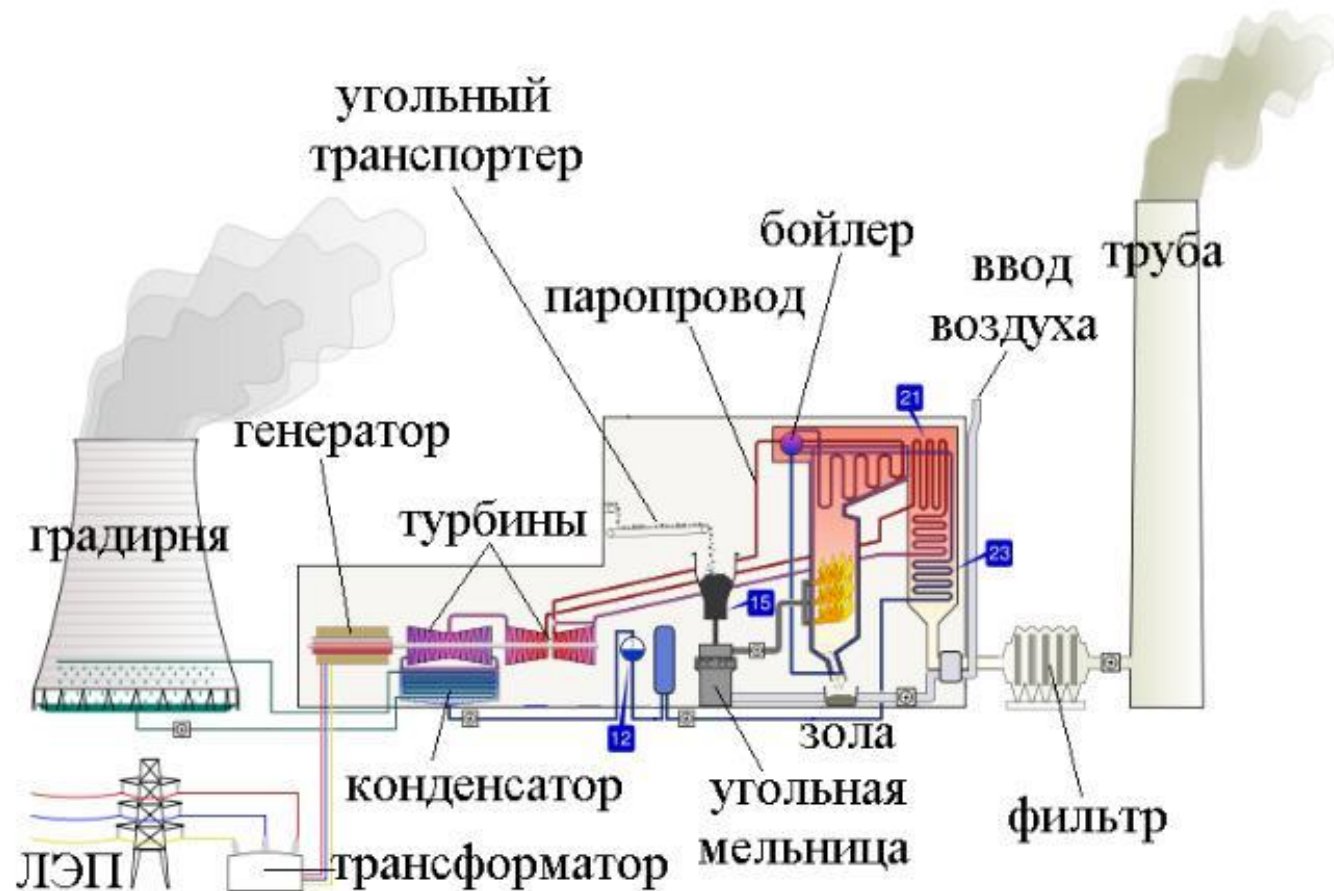 угольный
транспортер
бойлер
труба
ввод
воздуха
паропровод
21
генератор
турбины
градирня
23
15
12
зола
конденсатор
угольная
мельница
фильтр
трансформатор
ЛЭП